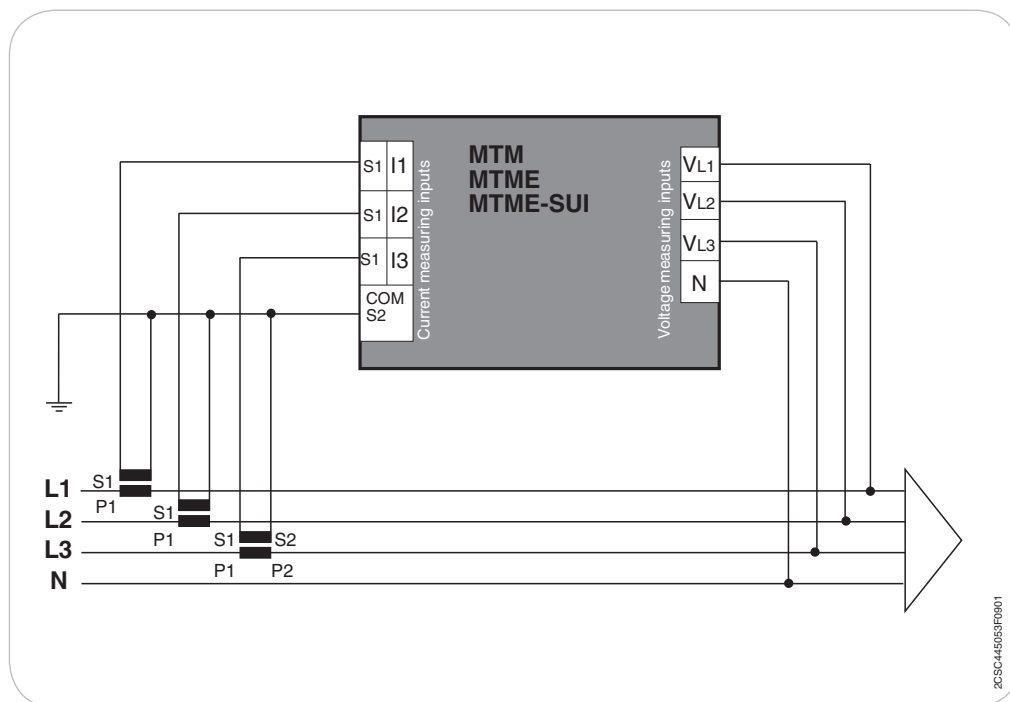 MTM
MTME
MTME-SUI
S1 I1
S1 I2
S1 I3
COM
S2
Current measuring inputs
Voltage measuring inputs
VL1
VL2
VL3
N
L1
S1
P1
L2
S1
P1
L3
S1 S2
P1 P2
N
2CSC445053F0901